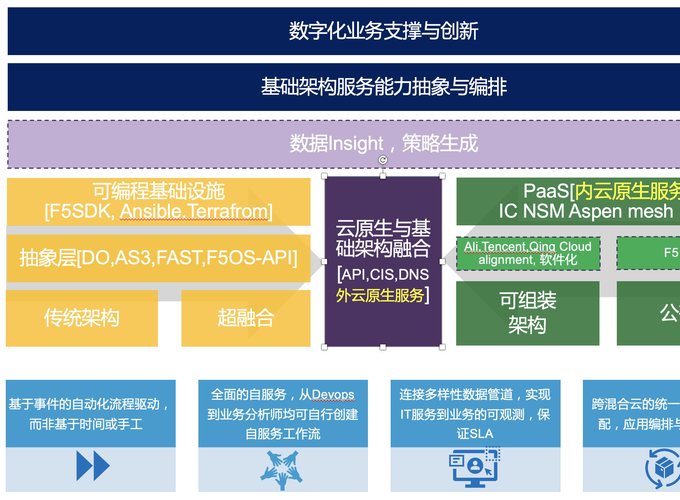 数字化业务支撑与创新
基础架构服务能力抽象与编排
数据Insight，策略生成
可编程基础设施
[F5SDK, Ansible.Terrafrom]
抽象层[DO,AS3,FAST,F5OS-API]
传统架构
超融合
云原生与基
础架构融合
[API,CIS,DNS
外云原生服务]
PaaS[内云原生服务
IC NSM Aspen mesh
Ali,Tencent,Qing Cloud
alignment, 软件化
F5
可组装
架构
公
基于事件的自动化流程驱动，
而非基于时间或手工
全面的自服务，从Devops
到业务分析师均可自行创建
自服务工作流
连接多样性数据管道，实现
IT服务到业务的可观测，保
证SLA
跨混合云的统一
配，应用编排与